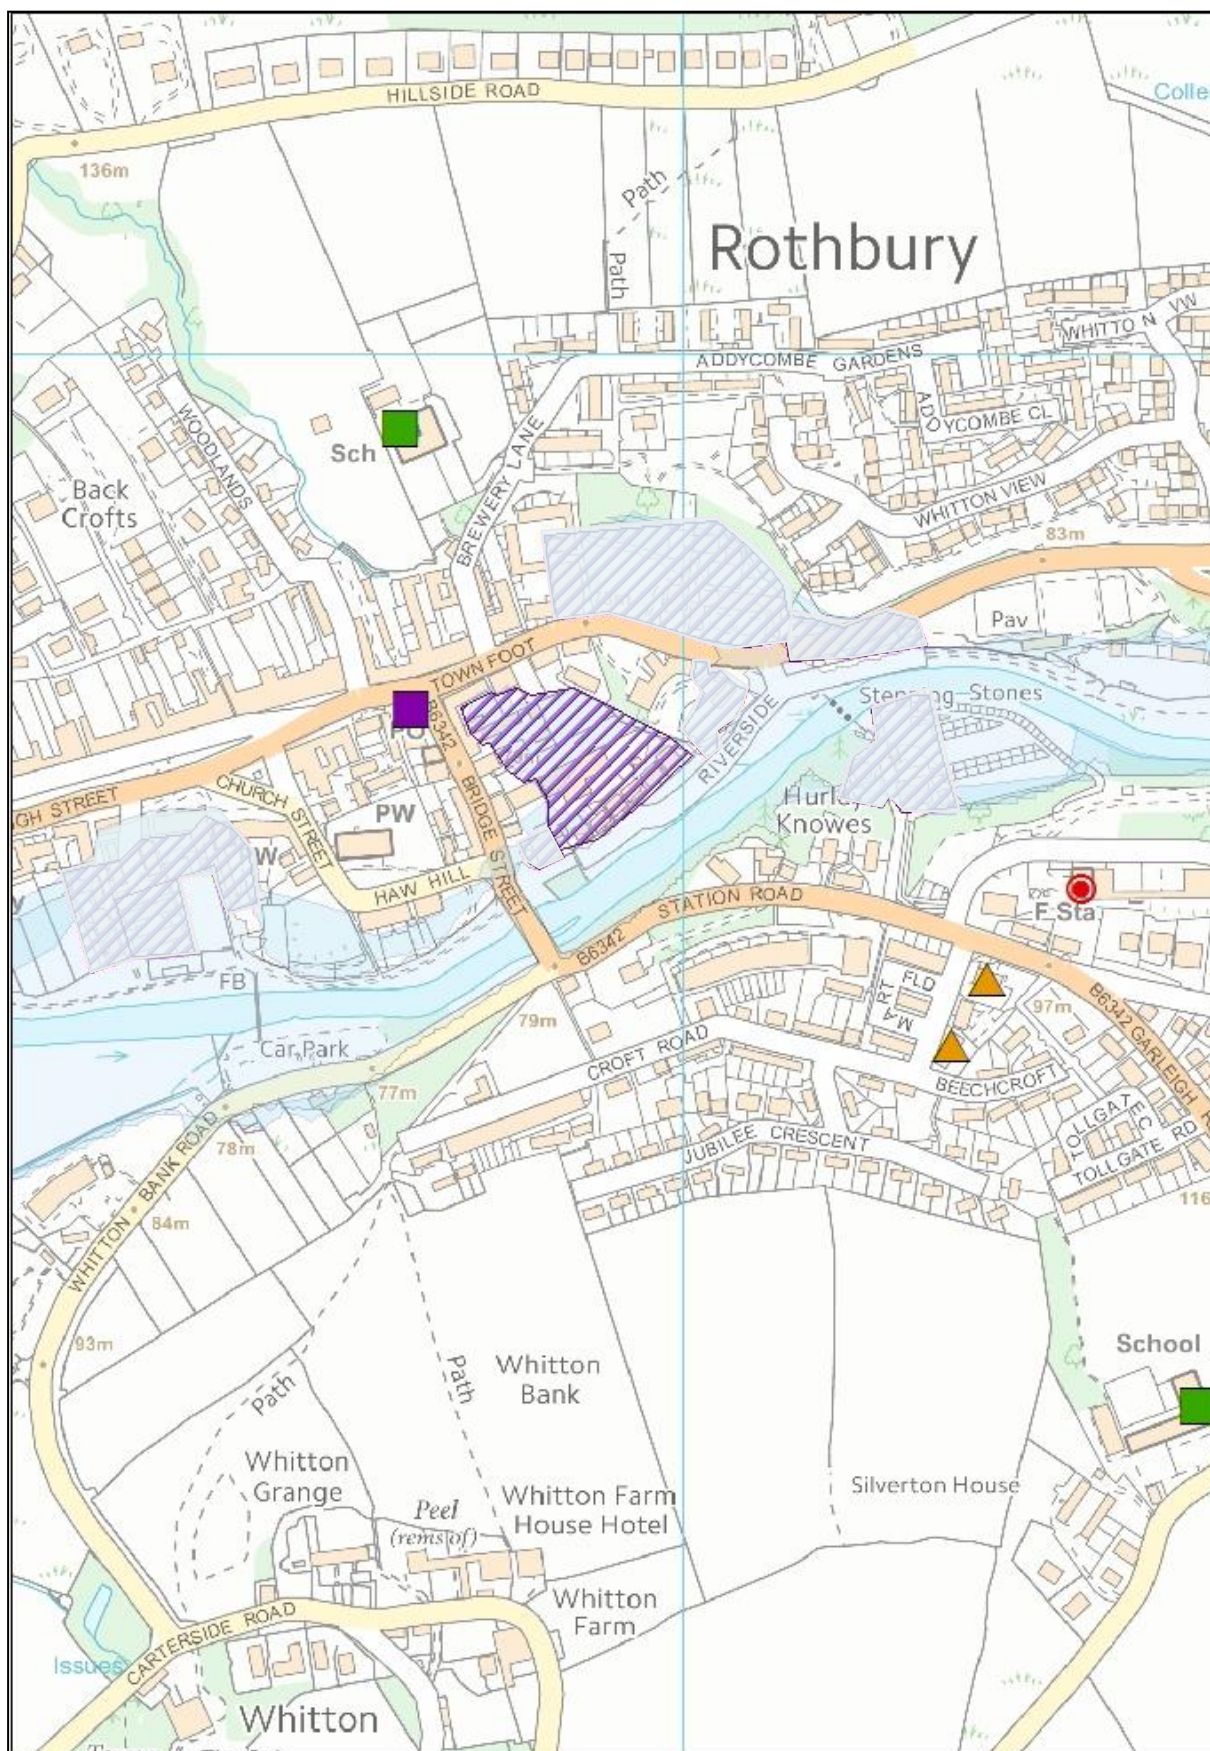 HILLSIDE ROAD
Colle
136m
Path
Rothbury
Path
WHITTON VW
ADDYCOMBE GARDENS
ADDYCOMBE CL
WOODLANDS
Sch
BREWERY LANE
Back
Crofts
WHITTON VIEW
83m
Pav
TOWN FOOT
B6342
Stepping Stones
RIVERSIDE
BRIDGE STREET
CHURCH STREET
GH STREET
PW
Hurley
Knowes
W
HAW HILL
STATION ROAD
F Sta
B6342
FB
FLD
MART
97m
B6342 GARLEIGH R
79m
Car Park
CROFT ROAD
BEECHCROFT
77m
TOLLGATE C
TOLLGATE RD
JUBILEE CRESCENT
78m
WHITTON BANK ROAD
84m
116
93m
School
Whitton
Bank
Path
Path
Whitton
Grange
Silverton House
Peel
(rems of)
Whitton Farm
House Hotel
Whitton
Farm
CARTERSIDE ROAD
Issues
Whitton